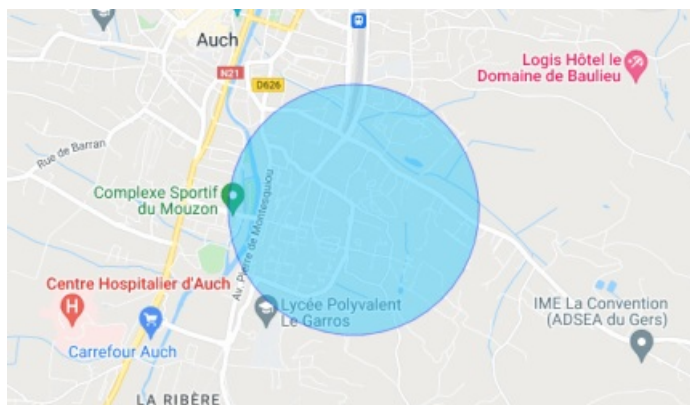 Auch
N21
D626
Logis Hôtel le
Domaine de Baulieu
Rue de Barran
Complexe Sportif
du Mouzon
Av. Pierre de Montesquiou
Centre Hospitalier d'Auch
H
Lycée Polyvalent
Le Garros
IME La Convention
(ADSEA du Gers)
Carrefour Auch
LA RIBÈRE